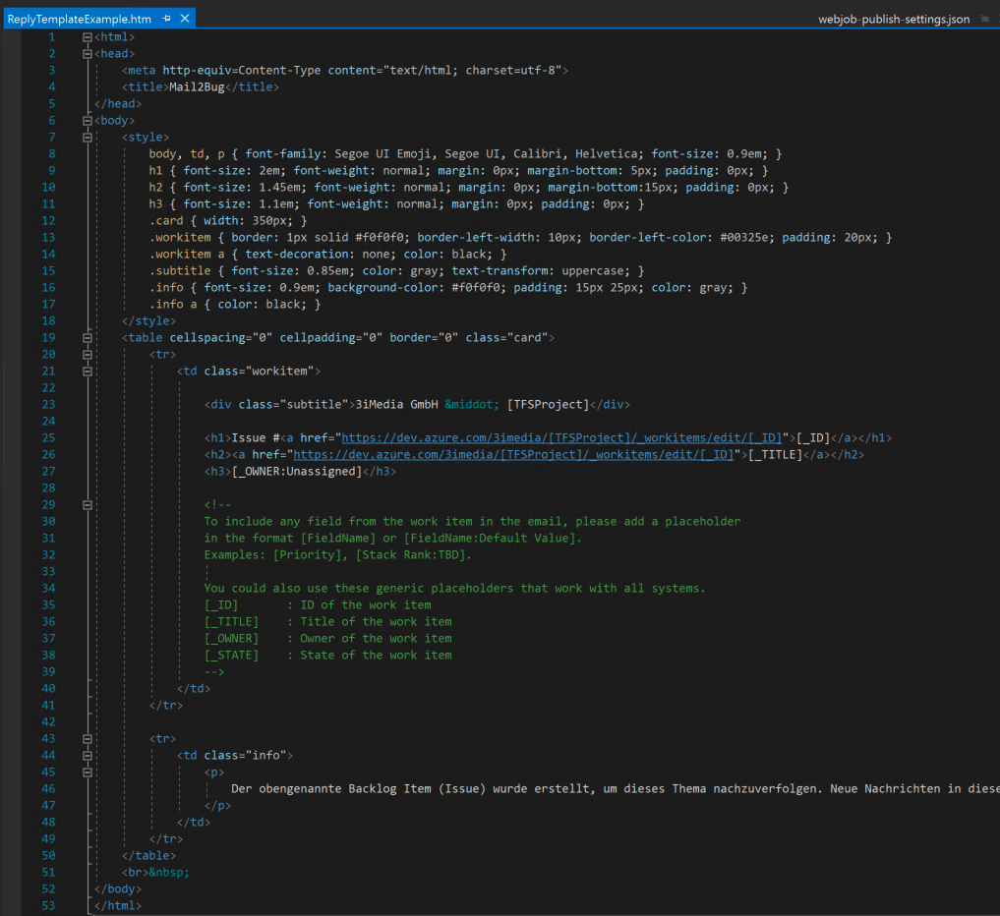 ReplyTemplateExample.htm
webjob-publish-settings.json
1 <html>
2 <head>
3 <meta http-equiv=Content-Type content="text/html; charset=utf-8">
4 <title>Mail2Bug</title>
5 </head>
6 <body>
7 <style>
8 body, td, p { font-family: Segoe UI Emoji, Segoe UI, Calibri, Helvetica; font-size: 0.9em; }
9 h1 { font-size: 2em; font-weight: normal; margin: 0px; margin-bottom: 5px; padding: 0px; }
10 h2 { font-size: 1.45em; font-weight: normal; margin: 0px; margin-bottom:15px; padding: 0px; }
11 h3 { font-size: 1.1em; font-weight: normal; margin: 0px; padding: 0px; }
12 .card { width: 350px; }
13 .workitem { border: 1px solid #f0f0f0; border-left-width: 10px; border-left-color: #00325e; padding: 20px; }
14 .workitem a { text-decoration: none; color: black; }
15 .subtitle { font-size: 0.85em; color: gray; text-transform: uppercase; }
16 .info { font-size: 0.9em; background-color: #f0f0f0; padding: 15px 25px; color: gray; }
17 .info a { color: black; }
18 </style>
19 <table cellspacing="0" cellpadding="0" border="0" class="card">
20 <tr>
21 <td class="workitem">
22
23 <div class="subtitle">3iMedia GmbH &middot; [TFSProject]</div>
24
25 <h1>Issue #<a href="https://dev.azure.com/3imedia/[TFSProject]/_workitems/edit/[_ID]">[_ID]</a></h1>
26 <h2><a href="https://dev.azure.com/3imedia/[TFSProject]/_workitems/edit/[_ID]">[_TITLE]</a></h2>
27 <h3>[_OWNER:Unassigned]</h3>
28
29 <!--
30 To include any field from the work item in the email, please add a placeholder
31 in the format [FieldName] or [FieldName:Default Value].
32 Examples: [Priority], [Stack Rank:TBD].
33
34 You could also use these generic placeholders that work with all systems.
35 [_ID] : ID of the work item
36 [_TITLE] : Title of the work item
37 [_OWNER] : Owner of the work item
38 [_STATE] : State of the work item
39 -->
40 </td>
41 </tr>
42
43 <tr>
44 <td class="info">
45 <p>
46 Der obengenannte Backlog Item (Issue) wurde erstellt, um dieses Thema nachzuverfolgen. Neue Nachrichten in diese
47 </p>
48 </td>
49 </tr>
50 </table>
51 <br>&nbsp;
52 </body>
53 </html>